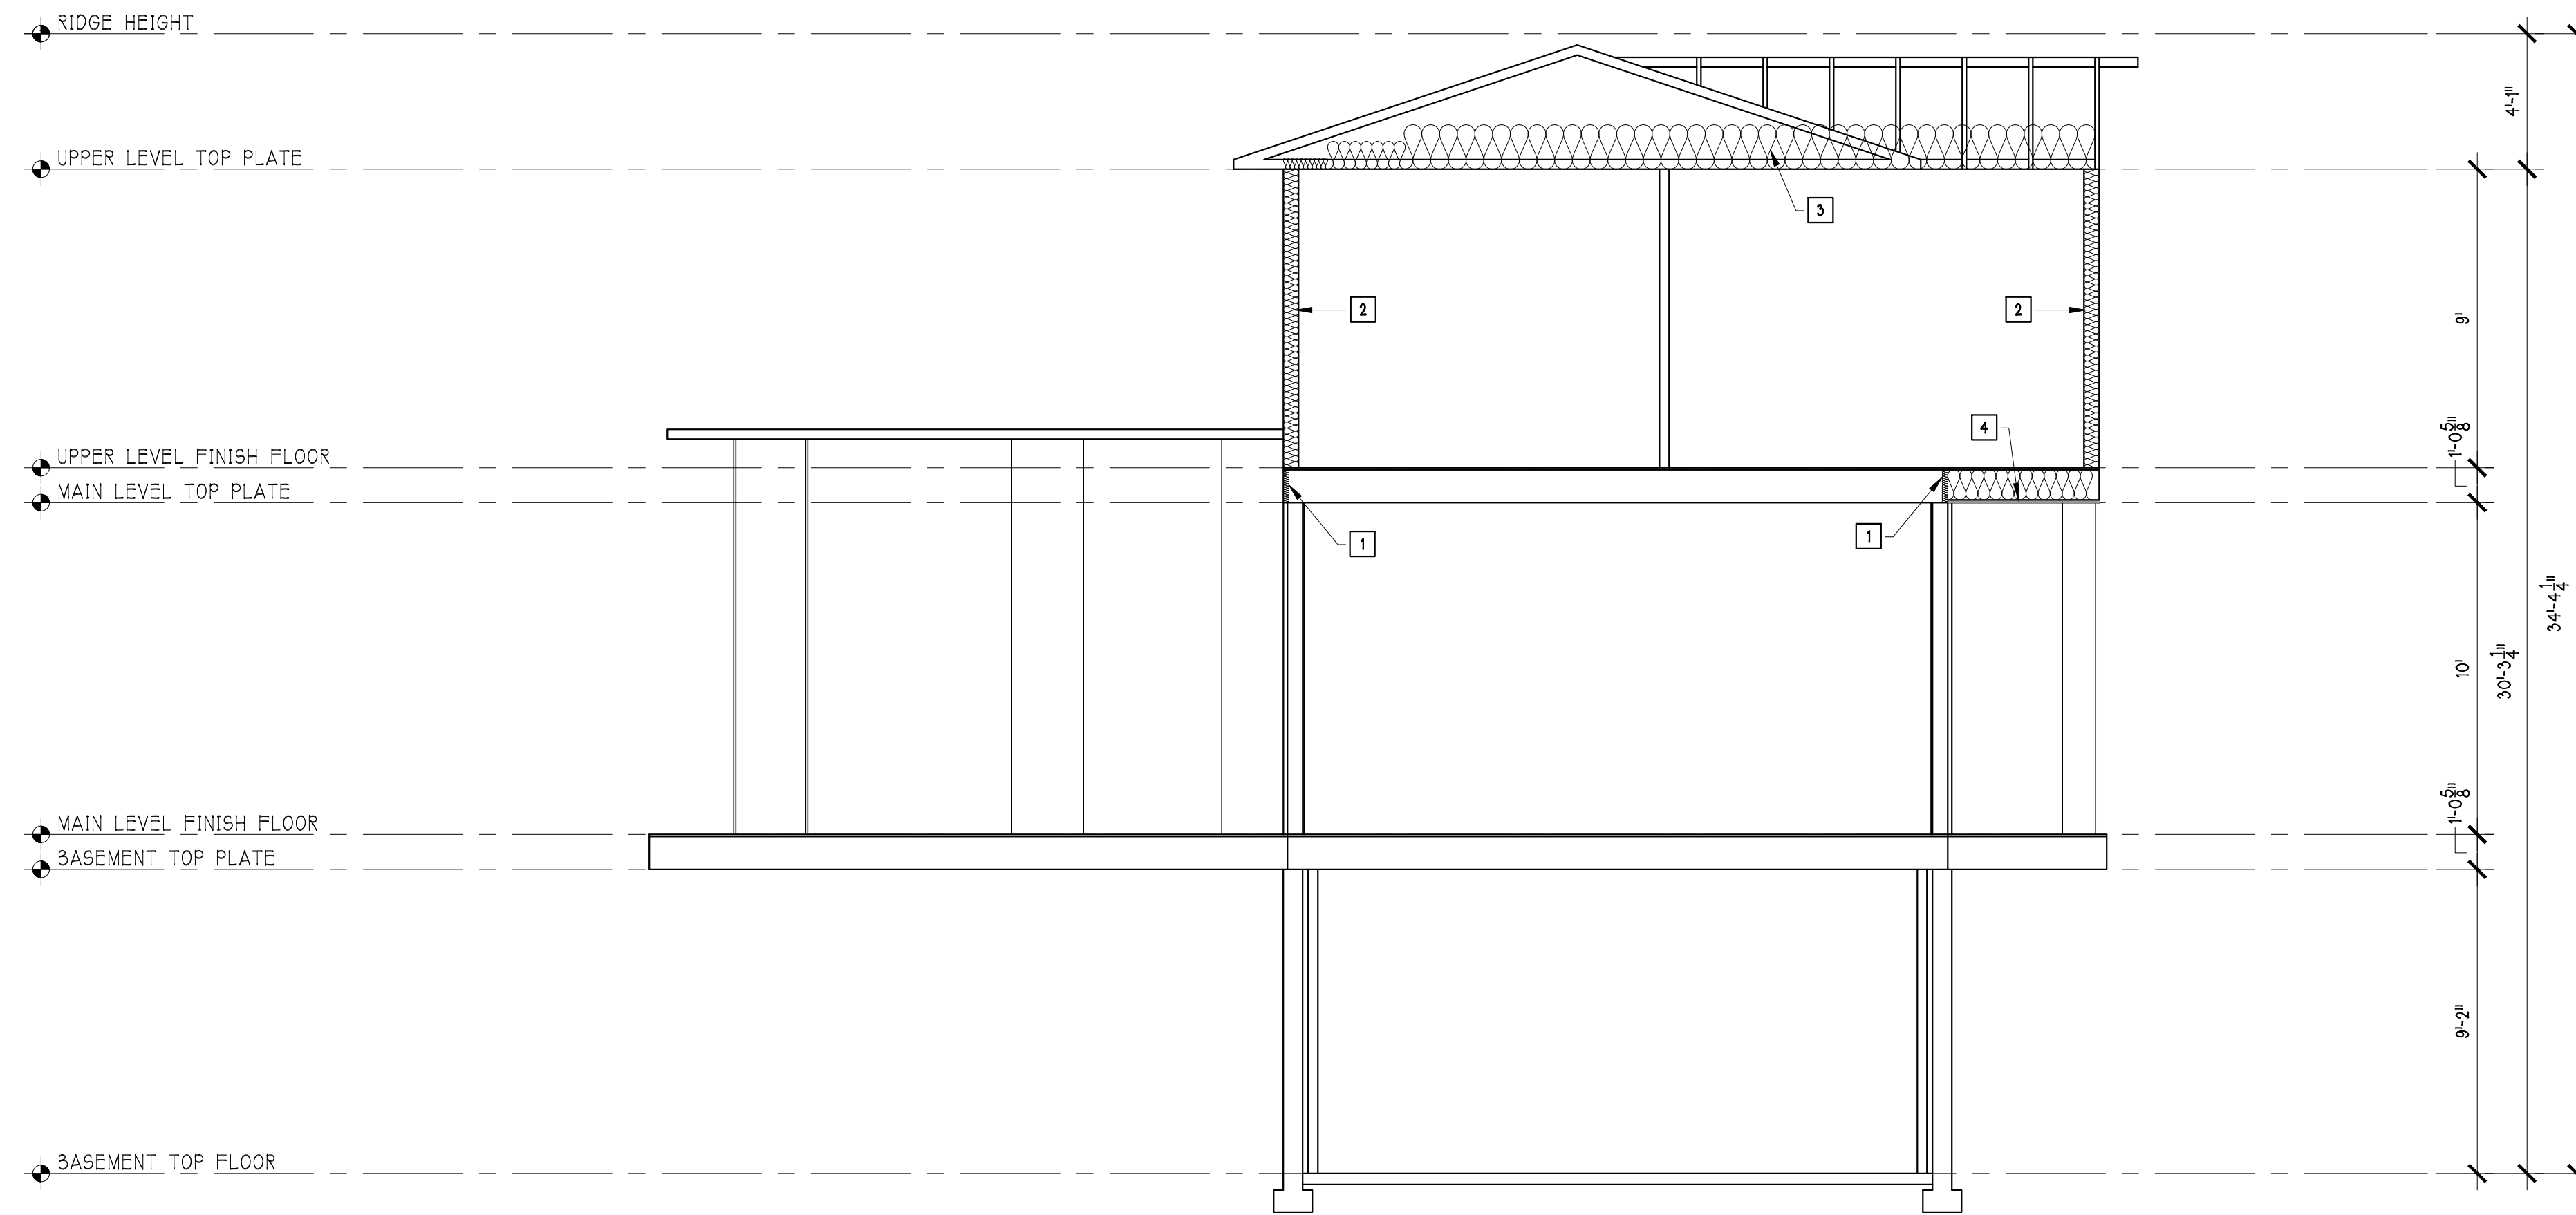 RIDGE HEIGHT
4'-1"
UPPER LEVEL TOP PLATE
3
2
2
9'
4
1'-0 5/8"
UPPER LEVEL FINISH FLOOR
MAIN LEVEL TOP PLATE
1
1
34'-4 1/4"
30'-3 1/4"
10'
1'-0 5/8"
MAIN LEVEL FINISH FLOOR
BASEMENT TOP PLATE
9'-2"
BASEMENT TOP FLOOR